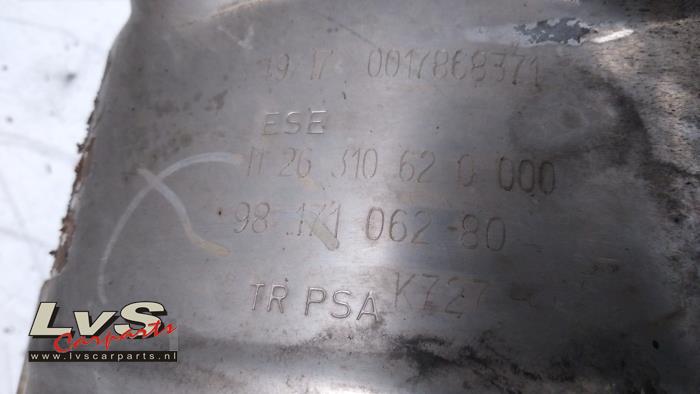 19/17 0017868371
ESE
11 26 310 62 0 000
98 171 062 80
TR PSA K727
LvS
Carparts
www.lvscarparts.nl